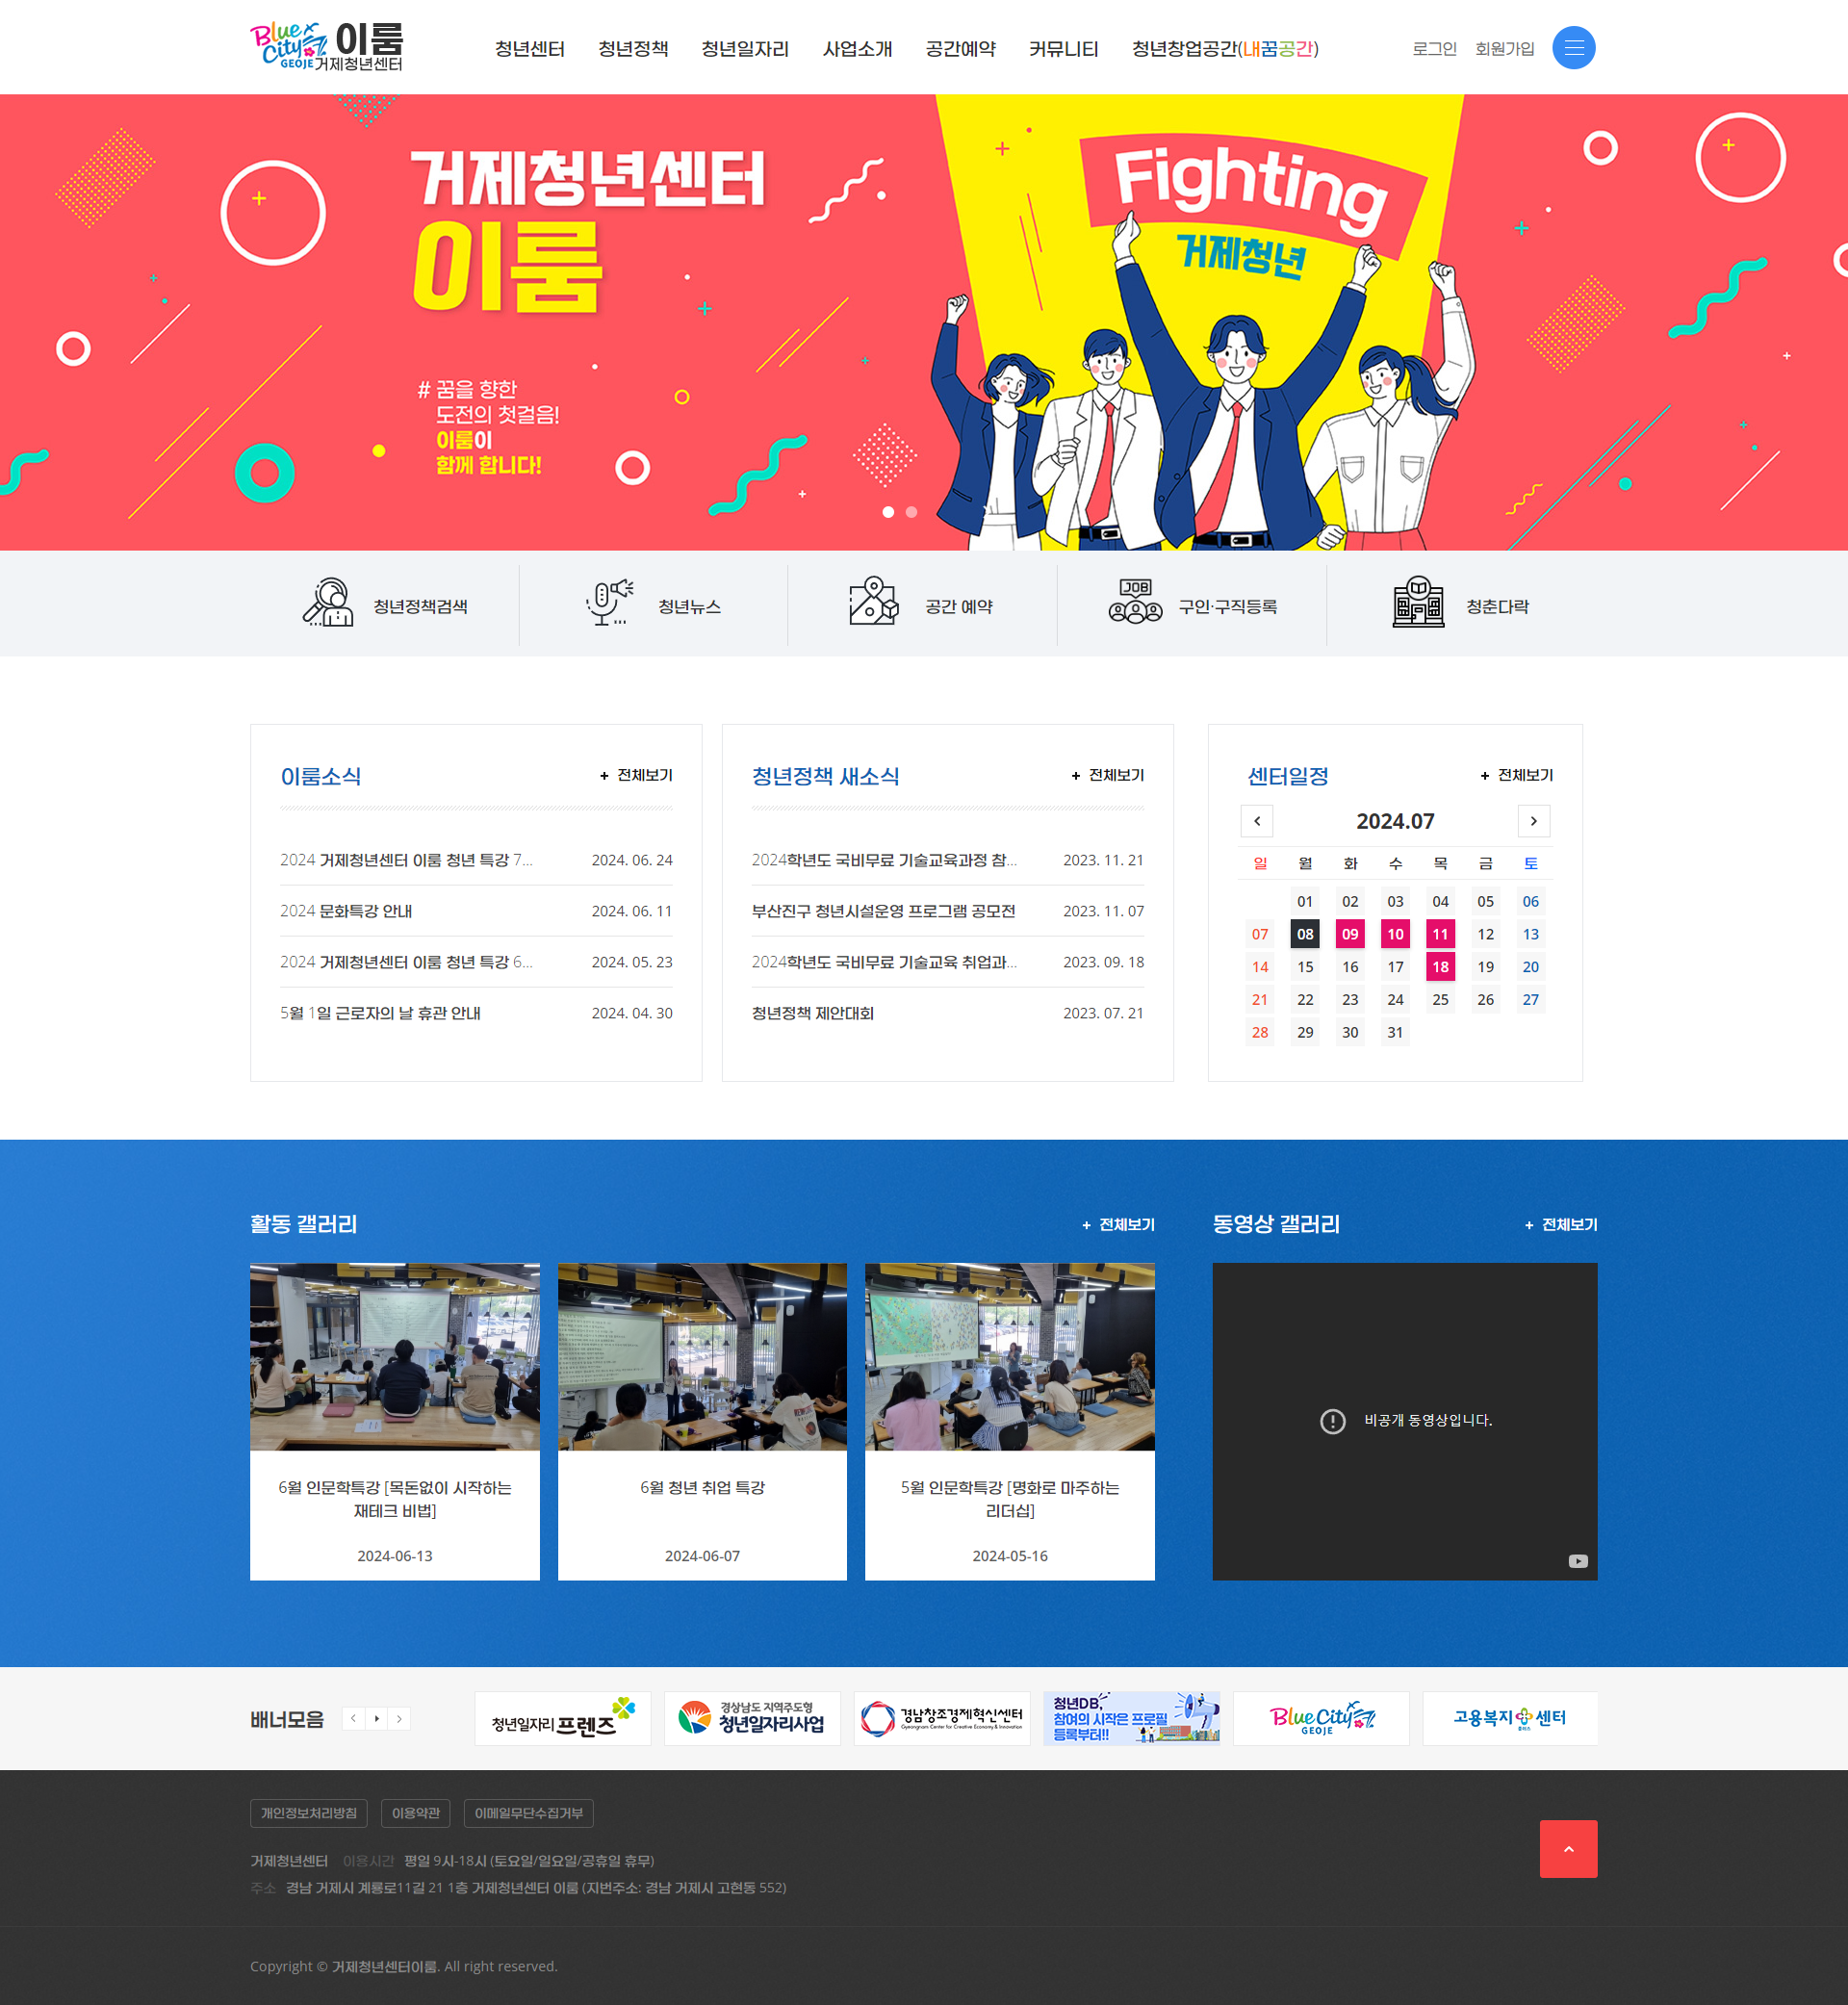 Blue City GEOJE 이룸
거제청년센터
청년센터 청년정책 청년일자리 사업소개 공간예약 커뮤니티 청년창업공간(내꿈공간)
로그인 회원가입
거제청년센터
이룸
# 꿈을 향한
도전의 첫걸음!
이룸이
함께 합니다!
Fighting
거제청년
청년정책검색
청년뉴스
공간 예약
JOB
구인·구직등록
청춘다락
이룸소식 + 전체보기
2024 거제청년센터 이룸 청년 특강 7... 2024. 06. 24
2024 문화특강 안내 2024. 06. 11
2024 거제청년센터 이룸 청년 특강 6... 2024. 05. 23
5월 1일 근로자의 날 휴관 안내 2024. 04. 30
청년정책 새소식 + 전체보기
2024학년도 국비무료 기술교육과정 참... 2023. 11. 21
부산진구 청년시설운영 프로그램 공모전 2023. 11. 07
2024학년도 국비무료 기술교육 취업과... 2023. 09. 18
청년정책 제안대회 2023. 07. 21
센터일정 + 전체보기
2024.07
일 월 화 수 목 금 토
01 02 03 04 05 06
07 08 09 10 11 12 13
14 15 16 17 18 19 20
21 22 23 24 25 26 27
28 29 30 31
활동 갤러리 + 전체보기
6월 인문학특강 [목돈없이 시작하는
재테크 비법]
2024-06-13
6월 청년 취업 특강
2024-06-07
5월 인문학특강 [명화로 마주하는
리더십]
2024-05-16
동영상 갤러리 + 전체보기
비공개 동영상입니다.
배너모음
청년일자리 프렌즈
경상남도 지역주도형
청년일자리사업
경남창조경제혁신센터
Gyeongnam Center for Creative Economy & Innovation
청년DB,
참여의 시작은 프로필
등록부터!!
Blue City
GEOJE
고용복지 센터
개인정보처리방침 이용약관 이메일무단수집거부
거제청년센터 이용시간 평일 9시-18시 (토요일/일요일/공휴일 휴무)
주소 경남 거제시 계룡로11길 21 1층 거제청년센터 이룸 (지번주소: 경남 거제시 고현동 552)
Copyright © 거제청년센터이룸. All right reserved.